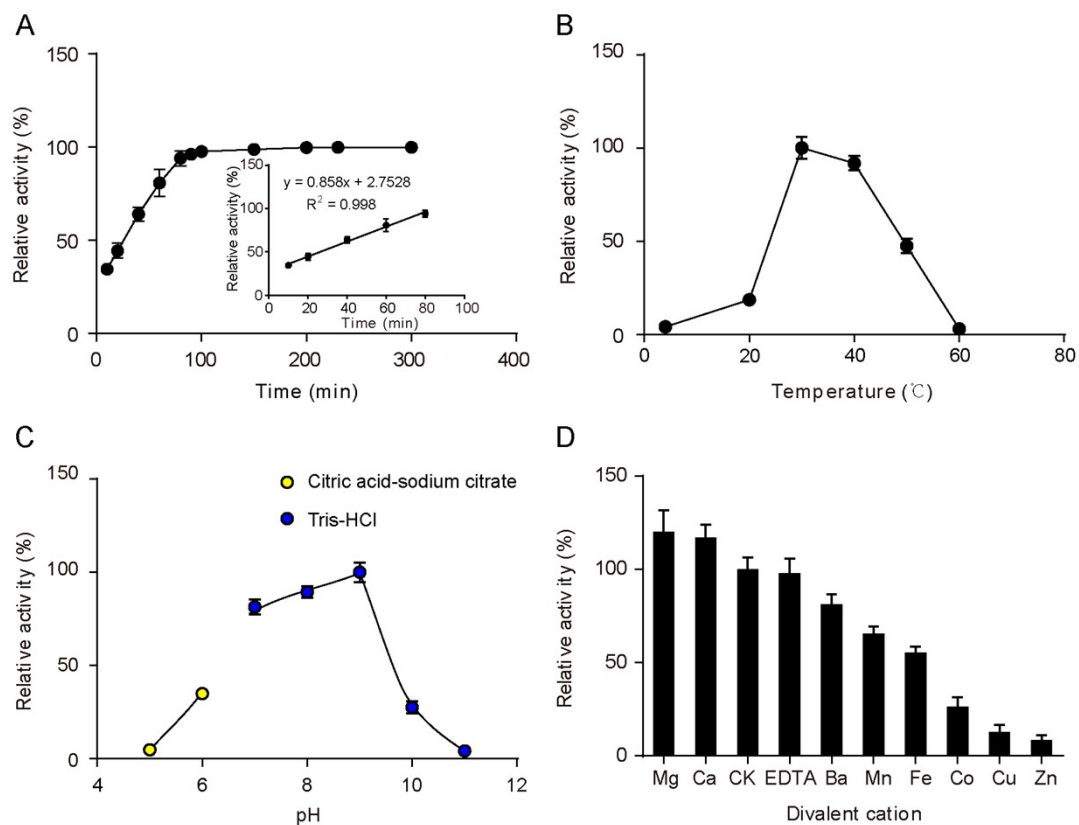 A
150
100
50
0
Relative activity (%)
0
100
200
300
400
Time (min)
150
100
50
0
Relative activity (%)
y = 0.858x + 2.7528
R² = 0.998
20
40
60
80
100
Time (min)
B
150
100
50
0
Relative activity (%)
0
20
40
60
80
Temperature (℃)
C
150
100
50
0
Relative activity (%)
Citric acid-sodium citrate
Tris-HCl
4
6
8
10
12
pH
D
150
100
50
0
Relative activity (%)
Mg Ca CK EDTA Ba Mn Fe Co Cu Zn
Divalent cation